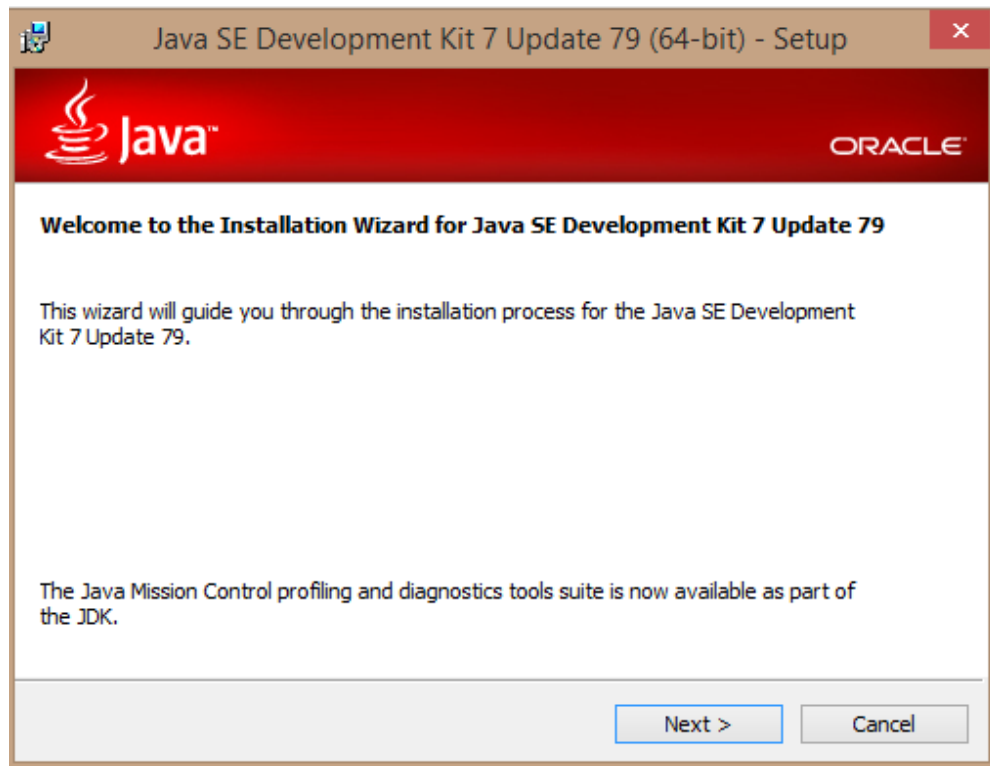 Java SE Development Kit 7 Update 79 (64-bit) - Setup
Java™
ORACLE®
Welcome to the Installation Wizard for Java SE Development Kit 7 Update 79
This wizard will guide you through the installation process for the Java SE Development
Kit 7 Update 79.
The Java Mission Control profiling and diagnostics tools suite is now available as part of
the JDK.
Next >
Cancel